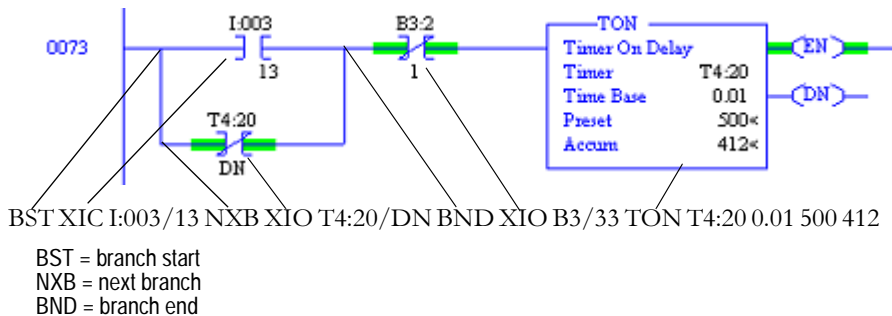 I:003
B3:2
TON
0073
Timer On Delay
EN
13
1
Timer T4:20
Time Base 0.01
DN
T4:20
Preset 500<
Accum 412<
DN
BST XIC I:003/13 NXB XIO T4:20/DN BND XIO B3/33 TON T4:20 0.01 500 412
BST = branch start
NXB = next branch
BND = branch end